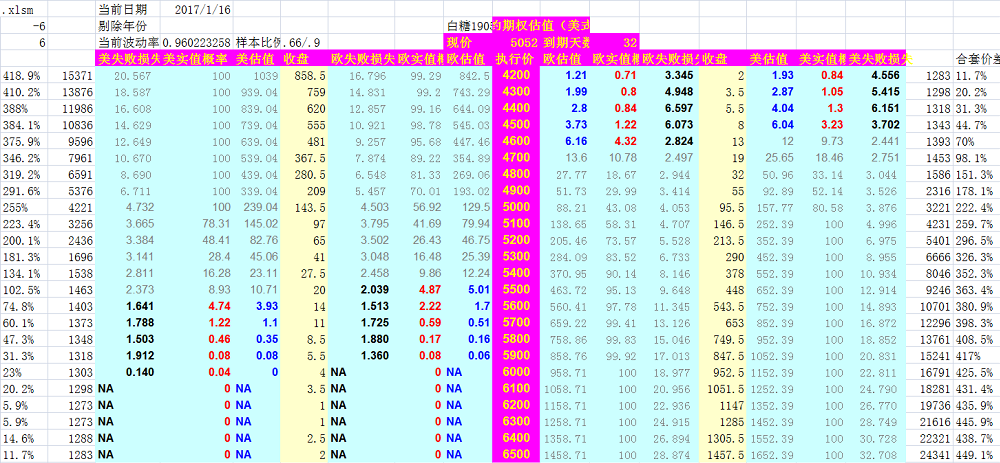 .xlsm 当前日期 2017/1/16
-6 剔除年份 白糖190 约期权估值（美式
6 当前波动率 0.960223258 样本比例 .66/.9 现价 5052 到期天数 32
美失败损失 美实值概率 美估值 收盘 欧失败损失 欧实值概率 欧估值 执行价 欧估值 欧实值概率 欧失败损失 收盘 美估值 美实值概 美失败损失 合套价差
418.9% 15371 20.567 100 1039 858.5 16.796 99.29 842.5 4200 1.21 0.71 3.345 2 1.93 0.84 4.556 1283 11.7%
410.2% 13876 18.587 100 939.04 759 14.831 99.2 743.29 4300 1.99 0.8 4.948 3.5 2.87 1.05 5.415 1298 20.2%
388% 11986 16.608 100 839.04 620 12.857 99.16 644.09 4400 2.8 0.84 6.597 5.5 4.04 1.3 6.151 1318 31.3%
384.1% 10836 14.629 100 739.04 555 10.921 98.78 545.03 4500 3.73 1.22 6.073 8 6.04 3.23 3.702 1343 44.7%
375.9% 9596 12.649 100 639.04 481 9.257 95.68 447.46 4600 6.16 4.32 2.824 13 12 9.73 2.441 1393 70%
346.2% 7961 10.670 100 539.04 367.5 7.874 89.22 354.89 4700 13.6 10.78 2.497 19 25.65 18.46 2.751 1453 98.1%
319.2% 6591 8.690 100 439.04 280.5 6.548 81.33 269.06 4800 27.77 18.67 2.944 32 50.96 33.14 3.044 1586 151.3%
291.6% 5376 6.711 100 339.04 209 5.457 70.01 193.02 4900 51.73 29.99 3.414 55 92.89 52.14 3.526 2316 178.1%
255% 4221 4.732 100 239.04 143.5 4.503 56.92 129.5 5000 88.21 43.08 4.053 95.5 157.77 80.58 3.876 3221 222.4%
223.4% 3256 3.665 78.31 145.02 97 3.795 41.69 79.94 5100 138.65 58.31 4.707 146.5 252.39 100 4.996 4231 259.7%
200.1% 2436 3.384 48.41 82.76 65 3.502 26.43 46.75 5200 205.46 73.57 5.528 213.5 352.39 100 6.975 5401 296.5%
181.3% 1696 3.141 28.4 45.06 41 3.048 16.48 25.39 5300 284.09 83.52 6.733 290 452.39 100 8.955 6666 326.3%
134.1% 1538 2.811 16.28 23.11 27.5 2.458 9.86 12.24 5400 370.95 90.14 8.146 378 552.39 100 10.934 8046 352.3%
102.5% 1463 2.373 8.93 10.71 20 2.039 4.87 5.01 5500 463.72 95.13 9.648 448 652.39 100 12.914 9246 363.4%
74.8% 1403 1.641 4.74 3.93 14 1.513 2.22 1.7 5600 560.41 97.78 11.345 543.5 752.39 100 14.893 10701 380.9%
60.1% 1373 1.788 1.22 1.1 11 1.725 0.59 0.51 5700 659.22 99.41 13.126 653 852.39 100 16.872 12296 398.3%
47.3% 1348 1.503 0.46 0.35 8.5 1.880 0.17 0.16 5800 758.86 99.83 15.046 749.5 952.39 100 18.852 13761 408.5%
31.3% 1318 1.912 0.08 0.08 5.5 1.360 0.08 0.06 5900 858.76 99.92 17.013 847.5 1052.39 100 20.831 15241 417%
23% 1303 0.140 0.04 0 4 NA 0 NA 6000 958.71 100 18.977 952.5 1152.39 100 22.811 16791 425.5%
20.2% 1298 NA 0 NA 3.5 NA 0 NA 6100 1058.71 100 20.956 1051.5 1252.39 100 24.790 18281 431.4%
5.9% 1273 NA 0 NA 1 NA 0 NA 6200 1158.71 100 22.936 1147 1352.39 100 26.770 19736 435.9%
5.9% 1273 NA 0 NA 1 NA 0 NA 6300 1258.71 100 24.915 1285 1452.39 100 28.749 21616 445.9%
14.6% 1288 NA 0 NA 2.5 NA 0 NA 6400 1358.71 100 26.894 1305.5 1552.39 100 30.728 22321 438.7%
11.7% 1283 NA 0 NA 2 NA 0 NA 6500 1458.71 100 28.874 1457.5 1652.39 100 32.708 24341 449.1%